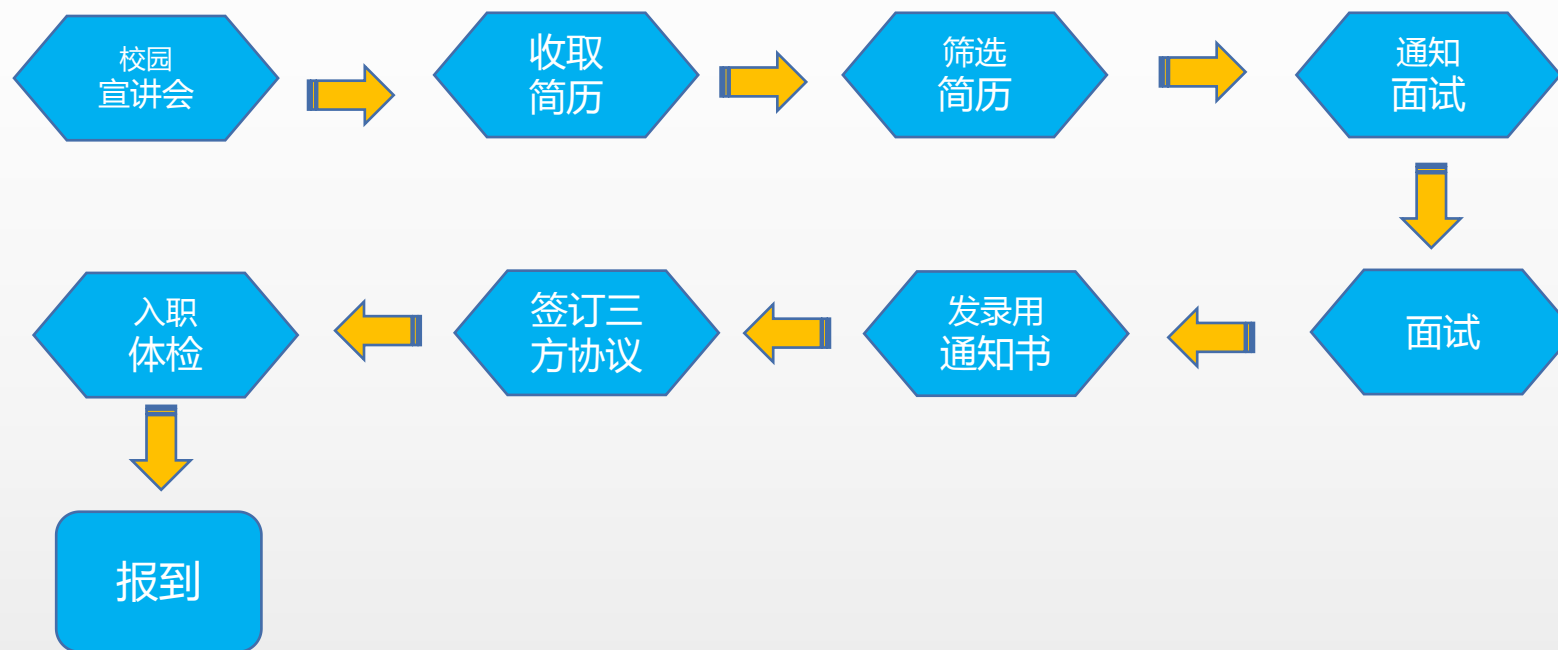 校园
宣讲会
收取
简历
筛选
简历
通知
面试
面试
发录用
通知书
签订三
方协议
入职
体检
报到